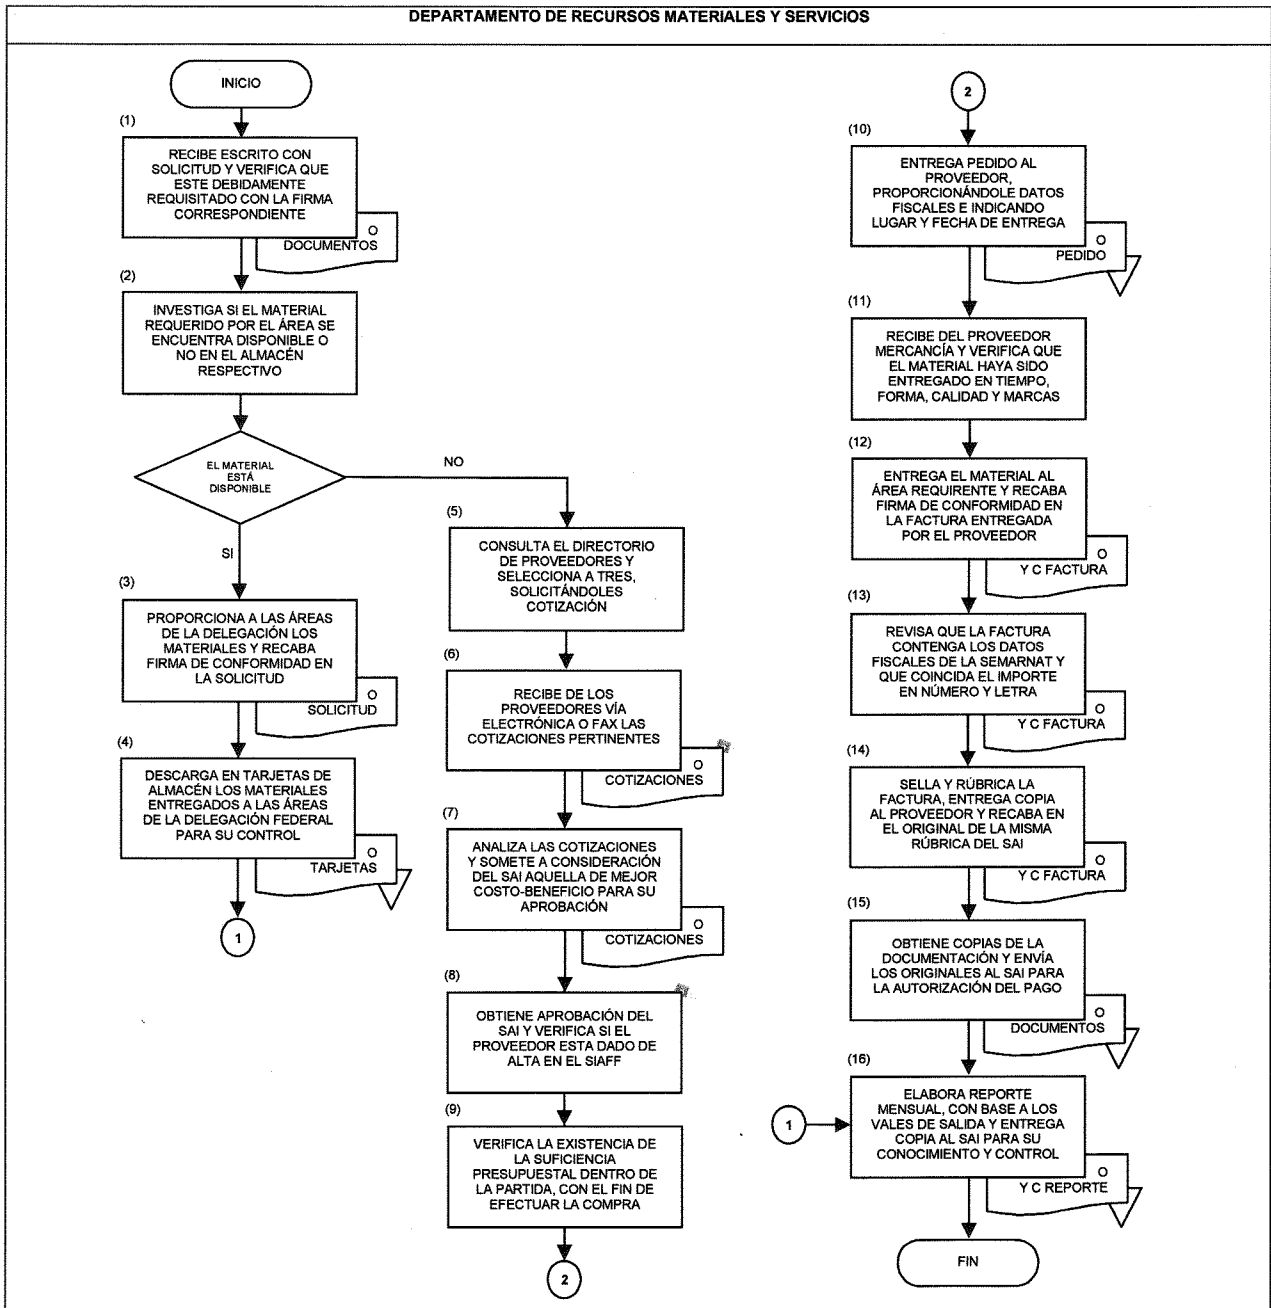 DEPARTAMENTO DE RECURSOS MATERIALES Y SERVICIOS
INICIO
(1)
RECIBE ESCRITO CON
SOLICITUD Y VERIFICA QUE
ESTE DEBIDAMENTE
REQUISITADO CON LA FIRMA
CORRESPONDIENTE
O
DOCUMENTOS
(2)
INVESTIGA SI EL MATERIAL
REQUERIDO POR EL ÁREA SE
ENCUENTRA DISPONIBLE O
NO EN EL ALMACÉN
RESPECTIVO
EL MATERIAL
ESTÁ
DISPONIBLE
NO
SI
(3)
PROPORCIONA A LAS ÁREAS
DE LA DELEGACIÓN LOS
MATERIALES Y RECABA
FIRMA DE CONFORMIDAD EN
LA SOLICITUD
O
SOLICITUD
(4)
DESCARGA EN TARJETAS DE
ALMACÉN LOS MATERIALES
ENTREGADOS A LAS ÁREAS
DE LA DELEGACIÓN FEDERAL
PARA SU CONTROL
O
TARJETAS
1
(5)
CONSULTA EL DIRECTORIO
DE PROVEEDORES Y
SELECCIONA A TRES,
SOLICITÁNDOLES
COTIZACIÓN
(6)
RECIBE DE LOS
PROVEEDORES VÍA
ELECTRÓNICA O FAX LAS
COTIZACIONES PERTINENTES
O
COTIZACIONES
(7)
ANALIZA LAS COTIZACIONES
Y SOMETE A CONSIDERACIÓN
DEL SAI AQUELLA DE MEJOR
COSTO-BENEFICIO PARA SU
APROBACIÓN
O
COTIZACIONES
(8)
OBTIENE APROBACIÓN DEL
SAI Y VERIFICA SI EL
PROVEEDOR ESTA DADO DE
ALTA EN EL SIAFF
(9)
VERIFICA LA EXISTENCIA DE
LA SUFICIENCIA
PRESUPUESTAL DENTRO DE
LA PARTIDA, CON EL FIN DE
EFECTUAR LA COMPRA
2
2
(10)
ENTREGA PEDIDO AL
PROVEEDOR,
PROPORCIONÁNDOLE DATOS
FISCALES E INDICANDO
LUGAR Y FECHA DE ENTREGA
O
PEDIDO
(11)
RECIBE DEL PROVEEDOR
MERCANCÍA Y VERIFICA QUE
EL MATERIAL HAYA SIDO
ENTREGADO EN TIEMPO,
FORMA, CALIDAD Y MARCAS
(12)
ENTREGA EL MATERIAL AL
ÁREA REQUIRENTE Y RECABA
FIRMA DE CONFORMIDAD EN
LA FACTURA ENTREGADA
POR EL PROVEEDOR
O
Y C FACTURA
(13)
REVISA QUE LA FACTURA
CONTENGA LOS DATOS
FISCALES DE LA SEMARNAT Y
QUE COINCIDA EL IMPORTE
EN NÚMERO Y LETRA
O
Y C FACTURA
(14)
SELLA Y RÚBRICA LA
FACTURA, ENTREGA COPIA
AL PROVEEDOR Y RECABA EN
EL ORIGINAL DE LA MISMA
RÚBRICA DEL SAI
O
Y C FACTURA
(15)
OBTIENE COPIAS DE LA
DOCUMENTACIÓN Y ENVÍA
LOS ORIGINALES AL SAI PARA
LA AUTORIZACIÓN DEL PAGO
O
DOCUMENTOS
(16)
1
ELABORA REPORTE
MENSUAL, CON BASE A LOS
VALES DE SALIDA Y ENTREGA
COPIA AL SAI PARA SU
CONOCIMIENTO Y CONTROL
O
Y C REPORTE
FIN